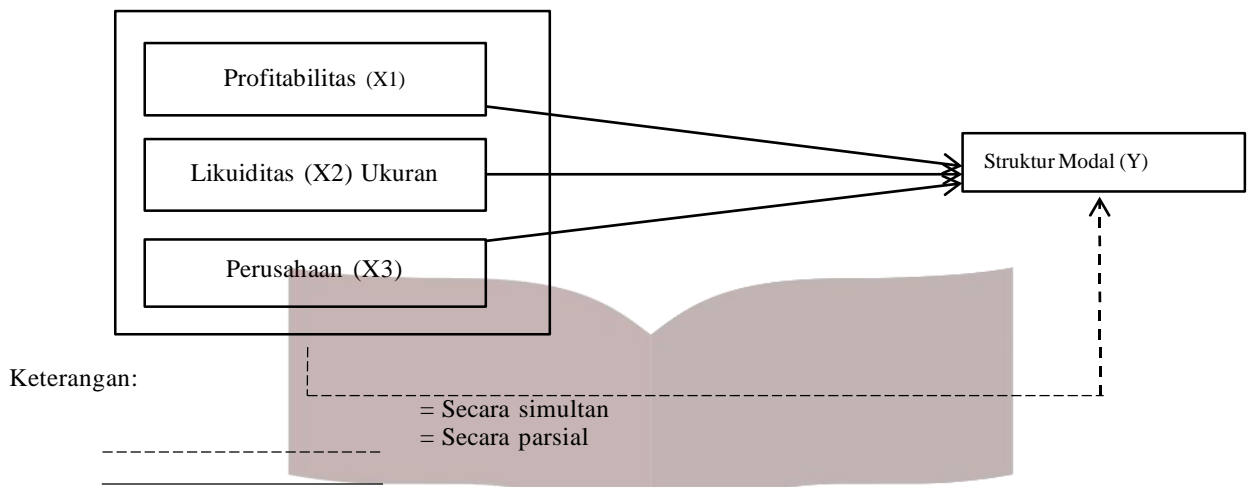 Profitabilitas (X1)
Likuiditas (X2) Ukuran
Perusahaan (X3)
Struktur Modal (Y)
Keterangan:
= Secara simultan
= Secara parsial